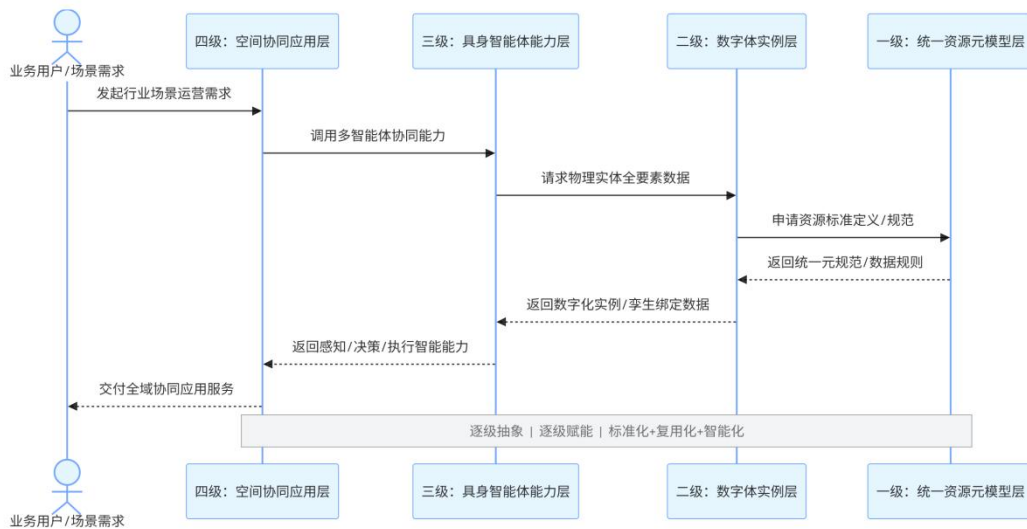 四级：空间协同应用层
三级：具身智能体能力层
二级：数字体实例层
一级：统一资源元模型层
业务用户/场景需求
发起行业场景运营需求
调用多智能体协同能力
请求物理实体全要素数据
申请资源标准定义/规范
返回统一元规范/数据规则
返回数字化实例/孪生绑定数据
返回感知/决策/执行智能能力
交付全域协同应用服务
逐级抽象 | 逐级赋能 | 标准化+复用化+智能化
四级：空间协同应用层
三级：具身智能体能力层
二级：数字体实例层
一级：统一资源元模型层
业务用户/场景需求